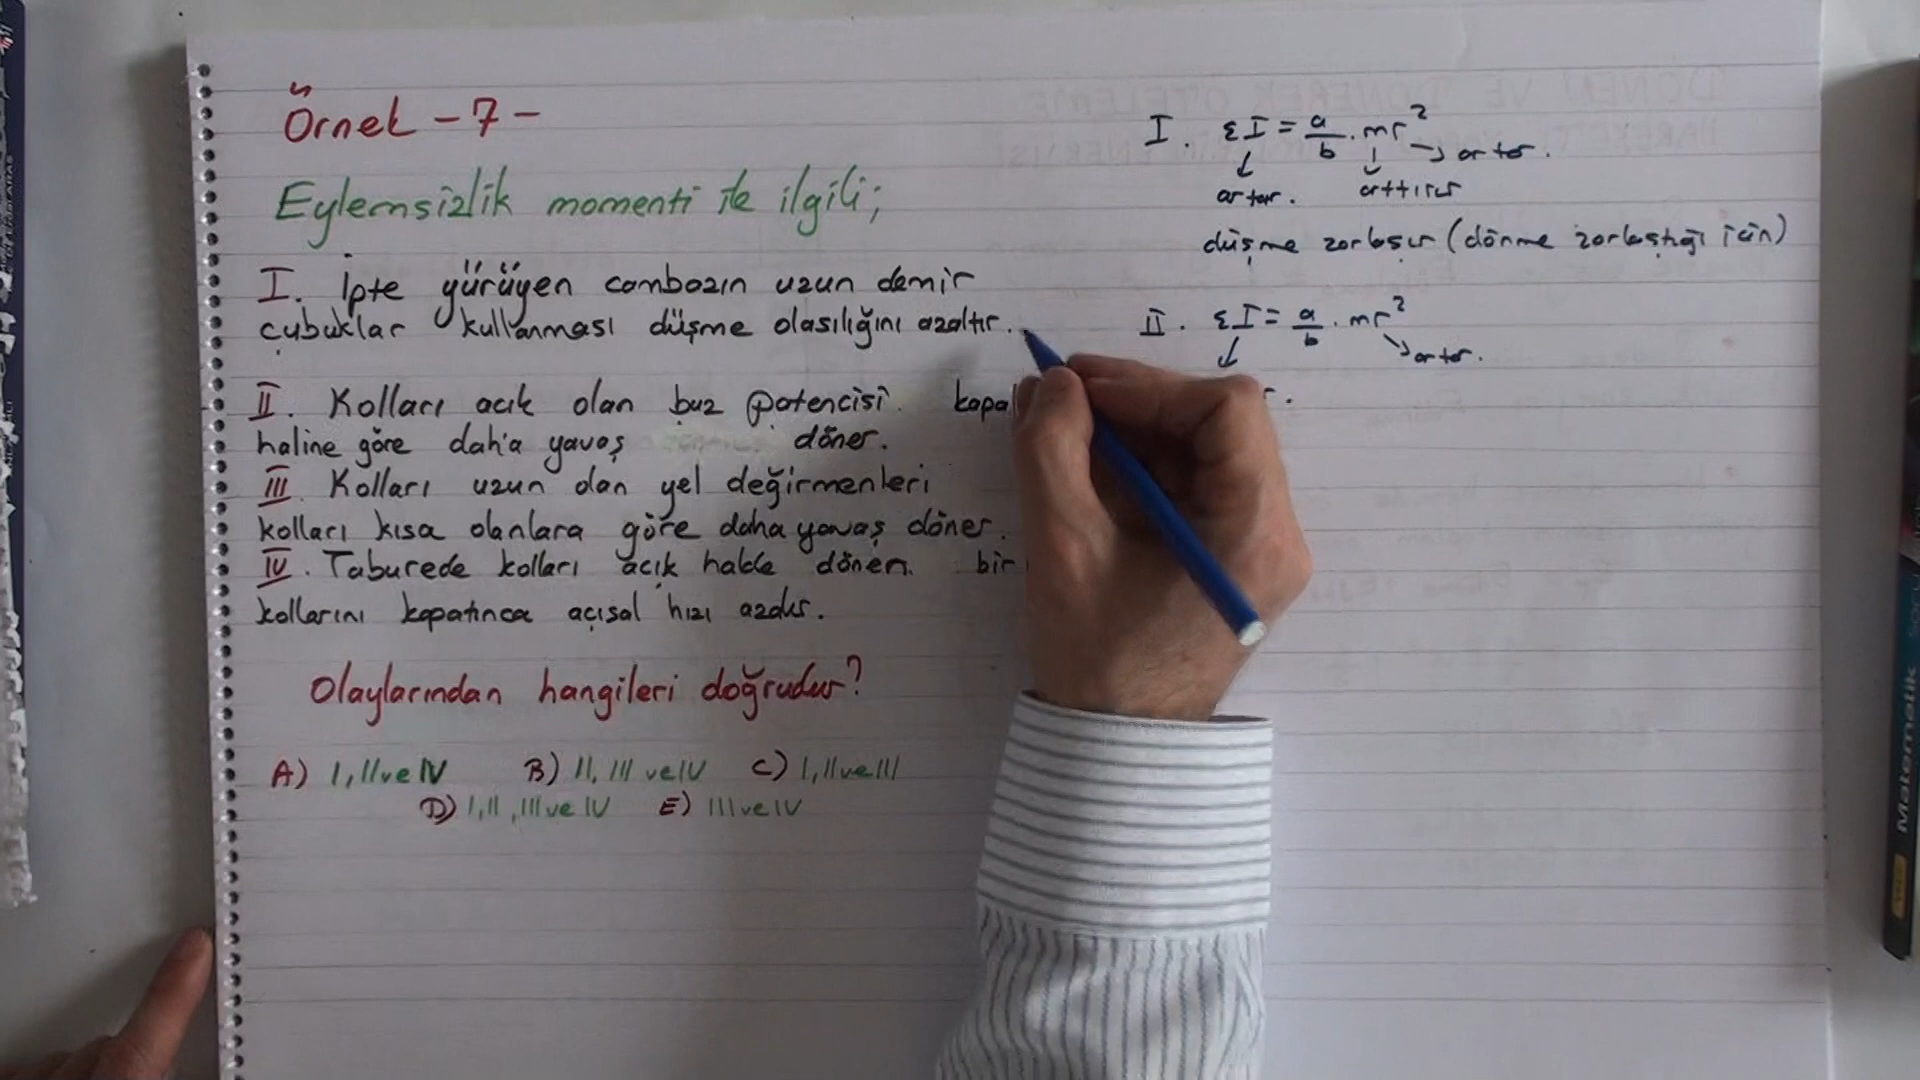 Örnek - 7 -
Eylemsizlik momenti ile ilgili;
I. İpte yürüyen cambazın uzun demir
çubuklar kullanması düşme olasılığını azaltır.
II. Kolları açık olan buz patencisi kapal
haline göre daha yavaş döner.
III. Kolları uzun olan yel değirmenleri
kolları kısa olanlara göre daha yavaş döner.
IV. Taburede kolları açık halde dönen bir
kollarını kapatınca açısal hızı azalır.
Olaylarından hangileri doğrudur?
A) I, II ve IV B) II, III ve IV C) I, II ve III
D) I, II, III ve IV E) III ve IV
I. ΣI = a/b . mr²
artar. arttırır artar.
düşme zorlaşır (dönme zorlaştığı için)
II. ΣI = a/b . mr²
artar.
Matematik